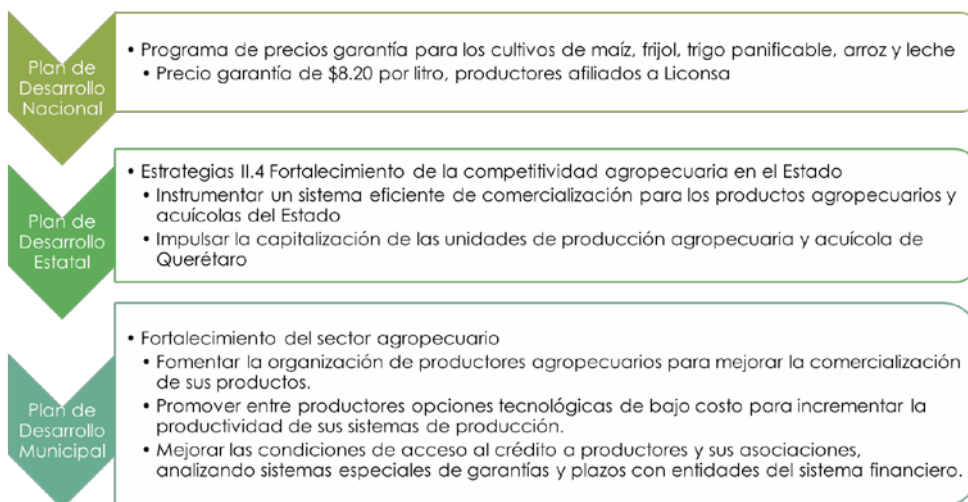 Plan de
Desarrollo
Nacional
• Programa de precios garantía para los cultivos de maíz, frijol, trigo panificable, arroz y leche
• Precio garantía de $8.20 por litro, productores afiliados a Liconsa
Plan de
Desarrollo
Estatal
• Estrategias II.4 Fortalecimiento de la competitividad agropecuaria en el Estado
• Instrumentar un sistema eficiente de comercialización para los productos agropecuarios y
acuícolas del Estado
• Impulsar la capitalización de las unidades de producción agropecuaria y acuícola de
Querétaro
Plan de
Desarrollo
Municipal
• Fortalecimiento del sector agropecuario
• Fomentar la organización de productores agropecuarios para mejorar la comercialización
de sus productos.
• Promover entre productores opciones tecnológicas de bajo costo para incrementar la
productividad de sus sistemas de producción.
• Mejorar las condiciones de acceso al crédito a productores y sus asociaciones,
analizando sistemas especiales de garantías y plazos con entidades del sistema financiero.